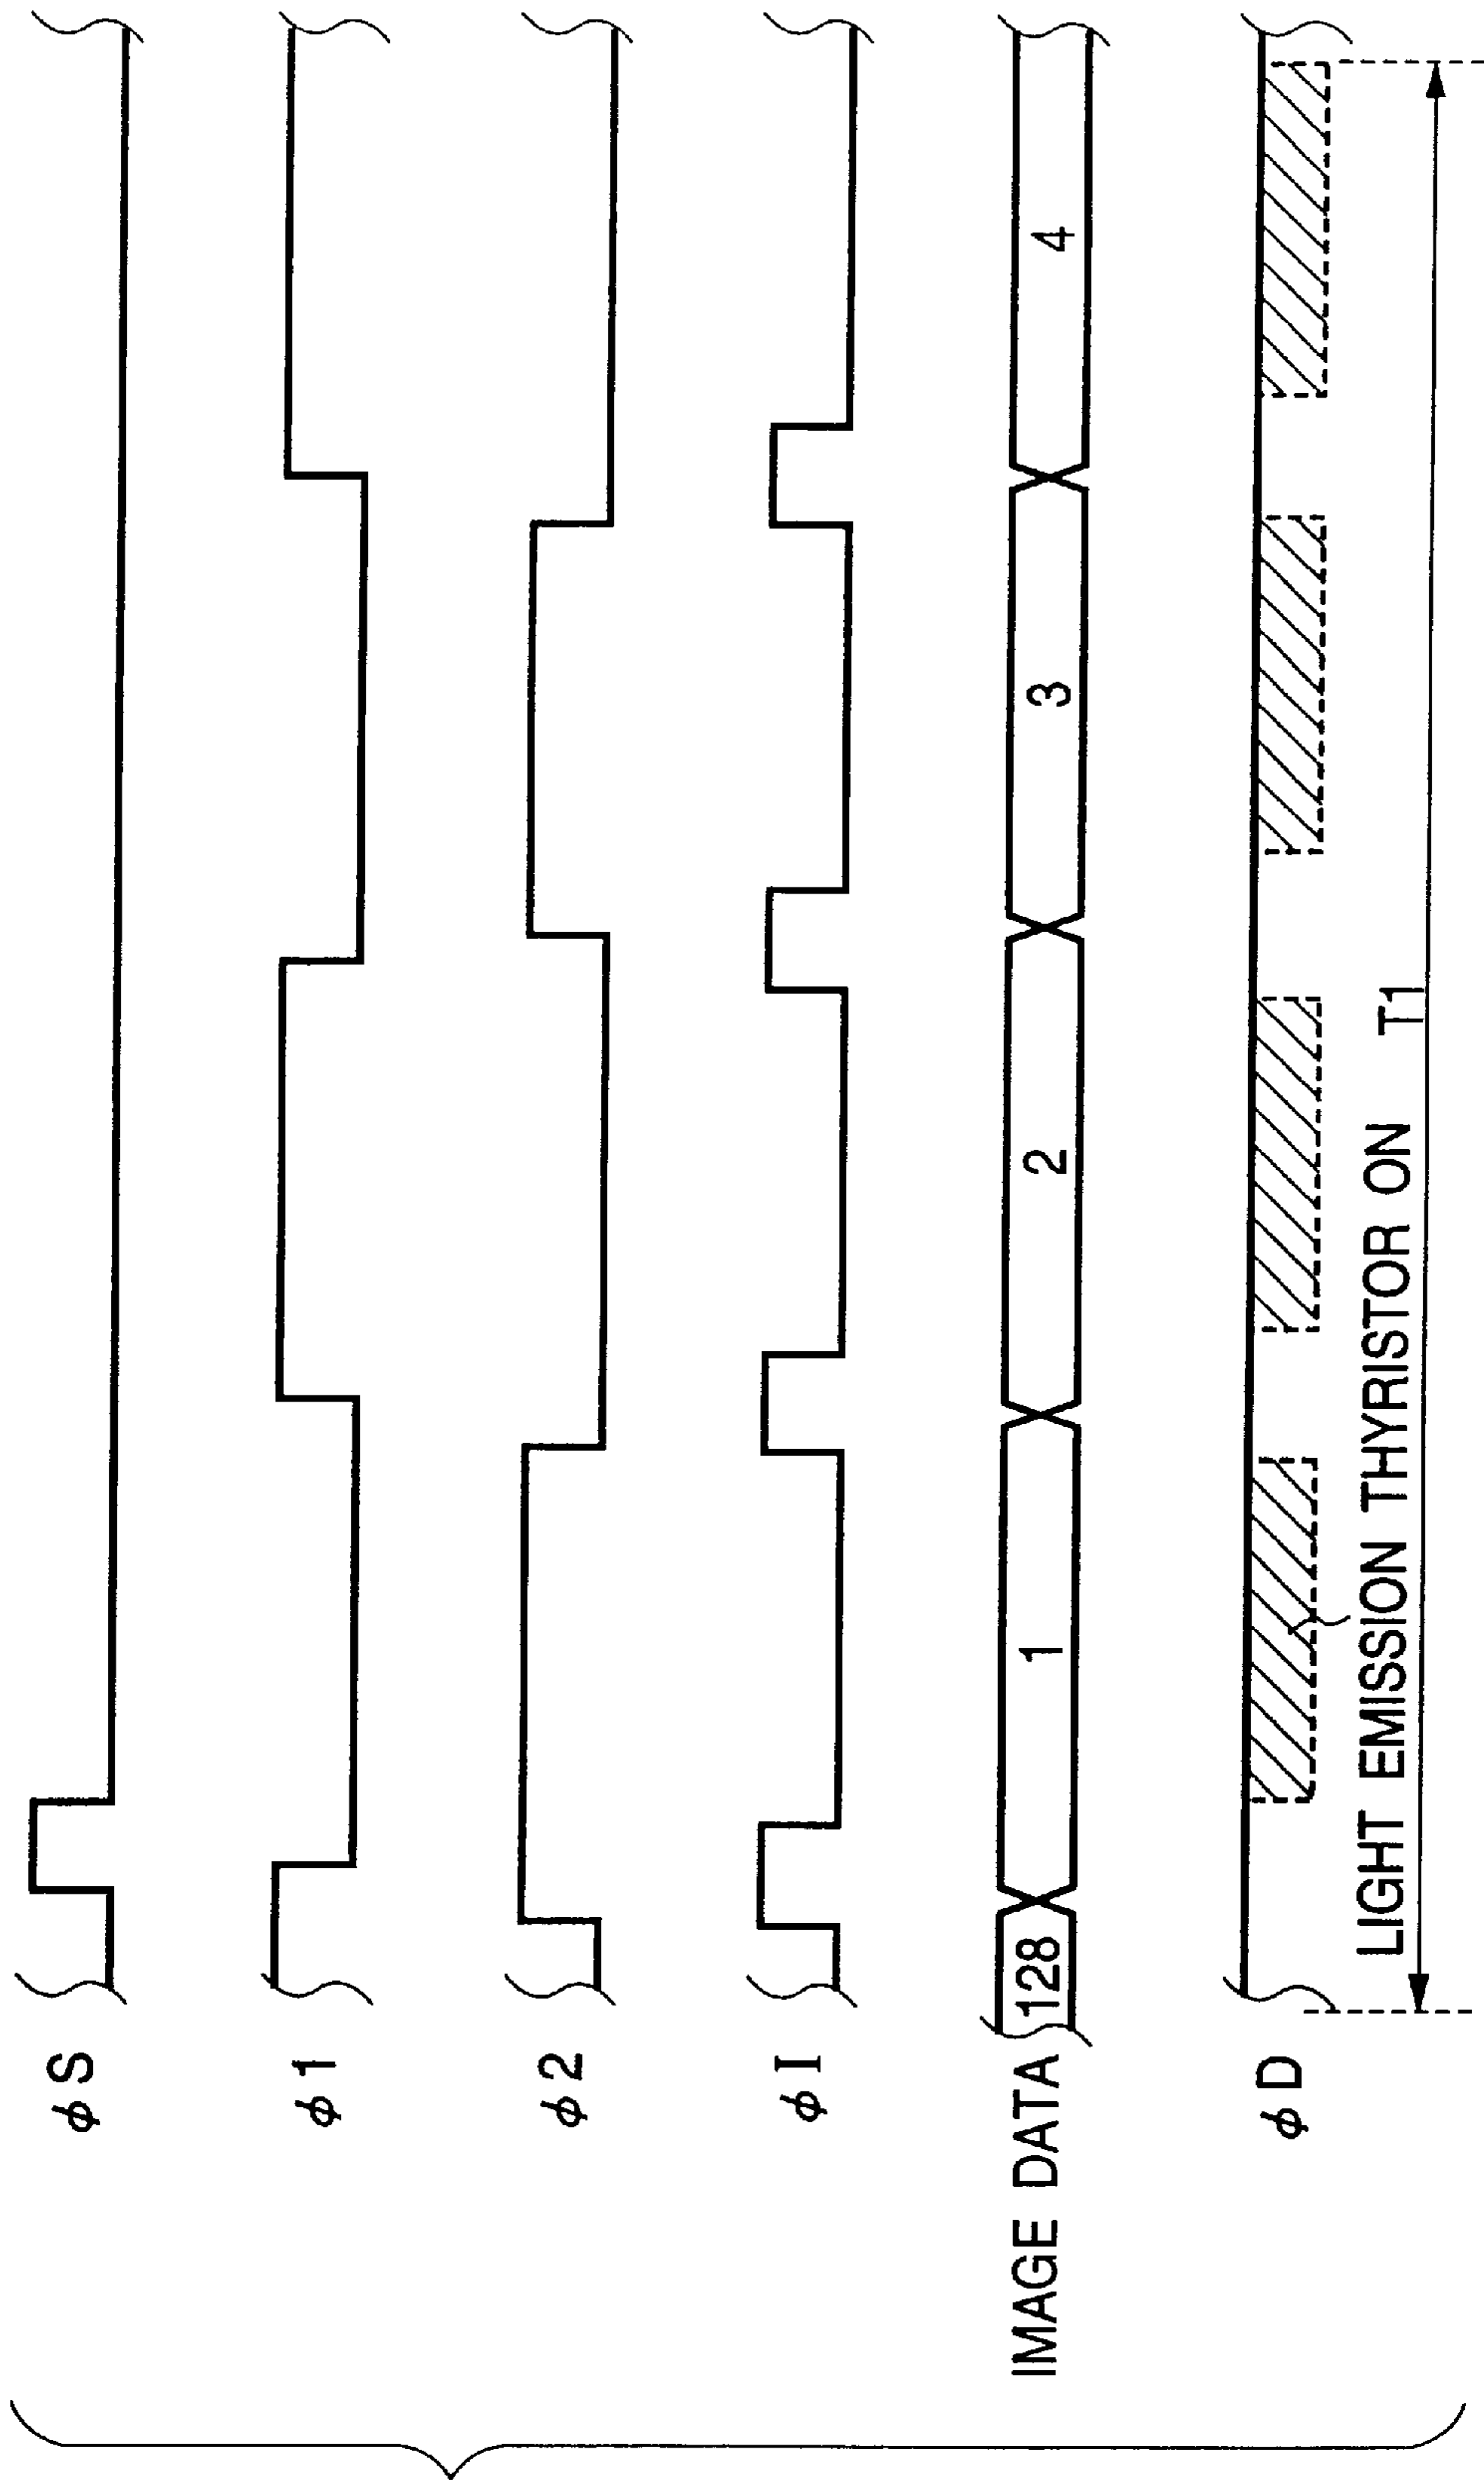 φS
φ1
φ2
φI
IMAGE DATA 128 1 2 3 4
φD
LIGHT EMISSION THYRISTOR ON T1